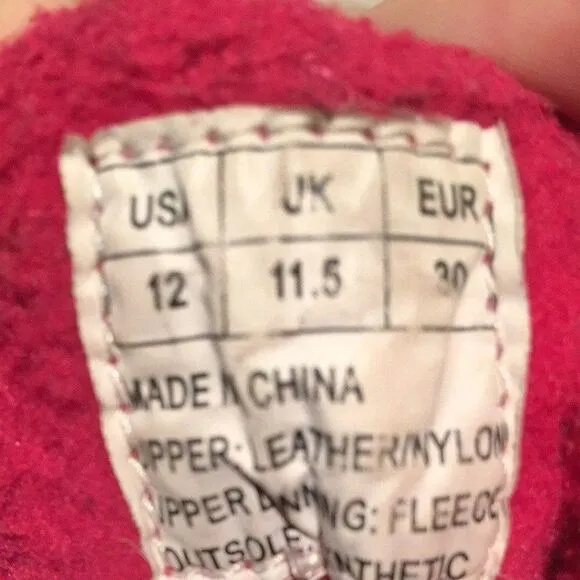 USA UK EUR
12 11.5 30
MADE IN CHINA
UPPER: LEATHER/NYLON
UPPER LINING: FLEECE
OUTSOLE: SYNTHETIC